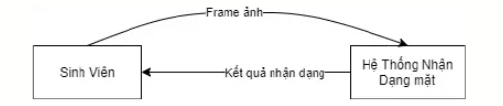 Frame ảnh
Sinh Viên
Kết quả nhận dạng
Hệ Thống Nhận
Dạng mặt